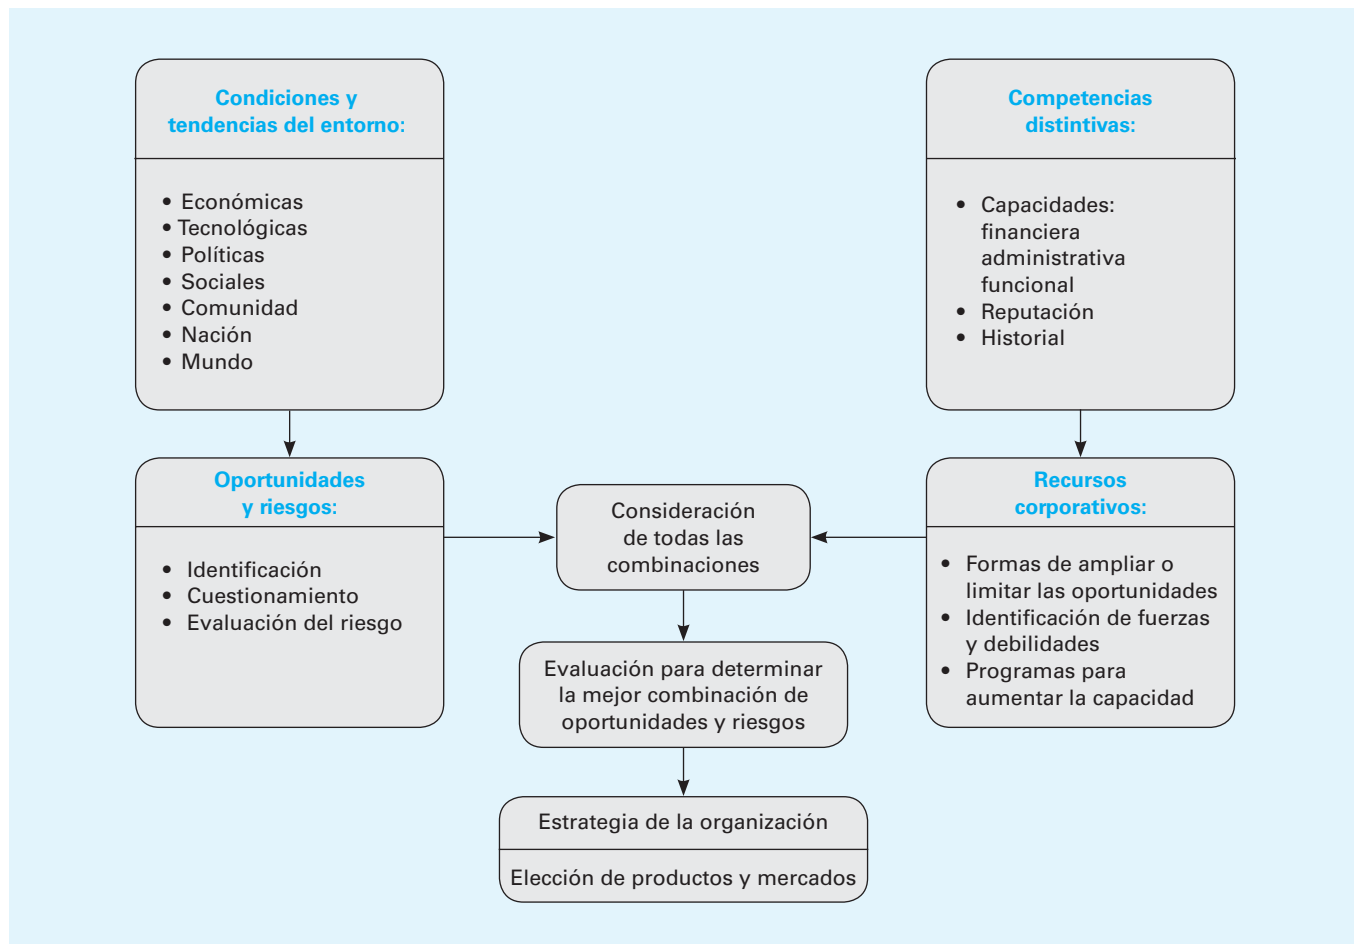 Condiciones y
tendencias del entorno:
• Económicas
• Tecnológicas
• Políticas
• Sociales
• Comunidad
• Nación
• Mundo
Competencias
distintivas:
• Capacidades:
financiera
administrativa
funcional
• Reputación
• Historial
Oportunidades
y riesgos:
• Identificación
• Cuestionamiento
• Evaluación del riesgo
Consideración
de todas las
combinaciones
Recursos
corporativos:
• Formas de ampliar o
limitar las oportunidades
• Identificación de fuerzas
y debilidades
• Programas para
aumentar la capacidad
Evaluación para determinar
la mejor combinación de
oportunidades y riesgos
Estrategia de la organización
Elección de productos y mercados